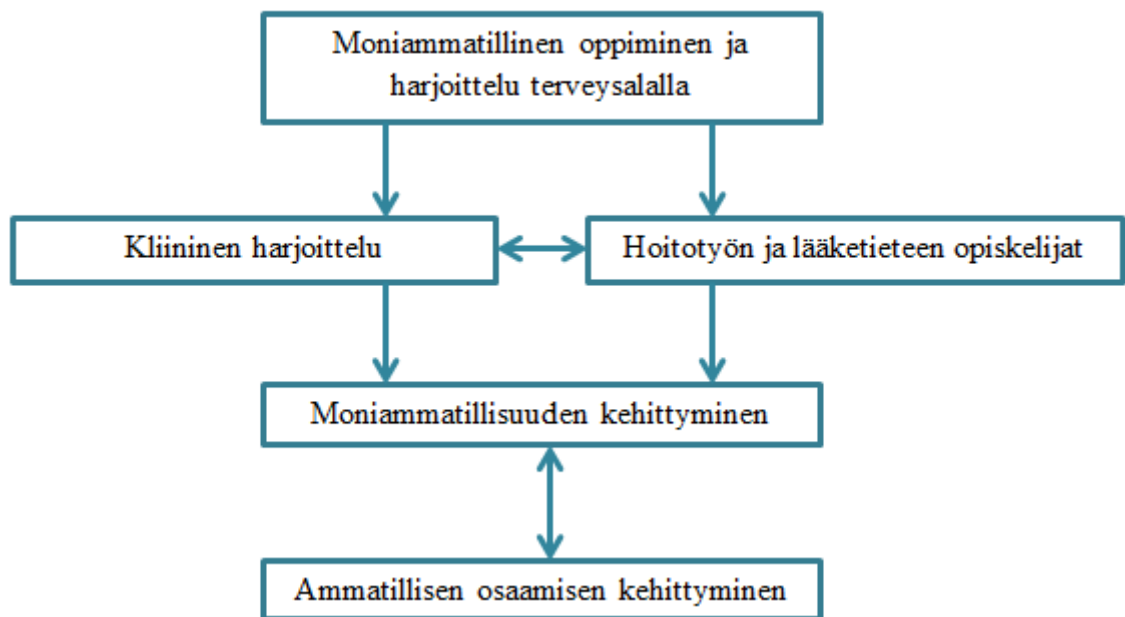 Moniammatillinen oppiminen ja
harjoittelu terveysalalla
Kliininen harjoittelu
Hoitotyön ja lääketieteen opiskelijat
Moniammatillisuuden kehittyminen
Ammatillisen osaamisen kehittyminen